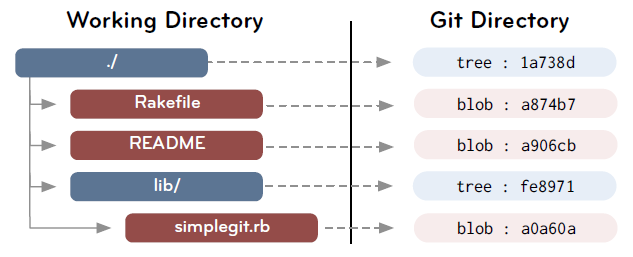 Working Directory
Git Directory
./
tree : 1a738d
Rakefile
blob : a874b7
README
blob : a906cb
lib/
tree : fe8971
simplegit.rb
blob : a0a60a